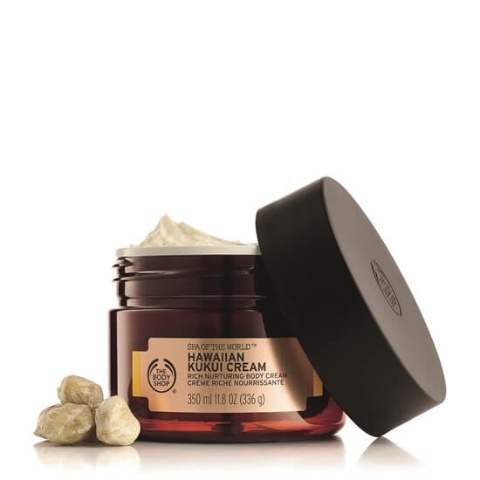 SPA OF THE WORLD™
HAWAIIAN
KUKUI CREAM
RICH NURTURING BODY CREAM
CRÈME RICHE NOURRISSANTE
350 ml 11.8 OZ (336 g)
THE
BODY
SHOP®